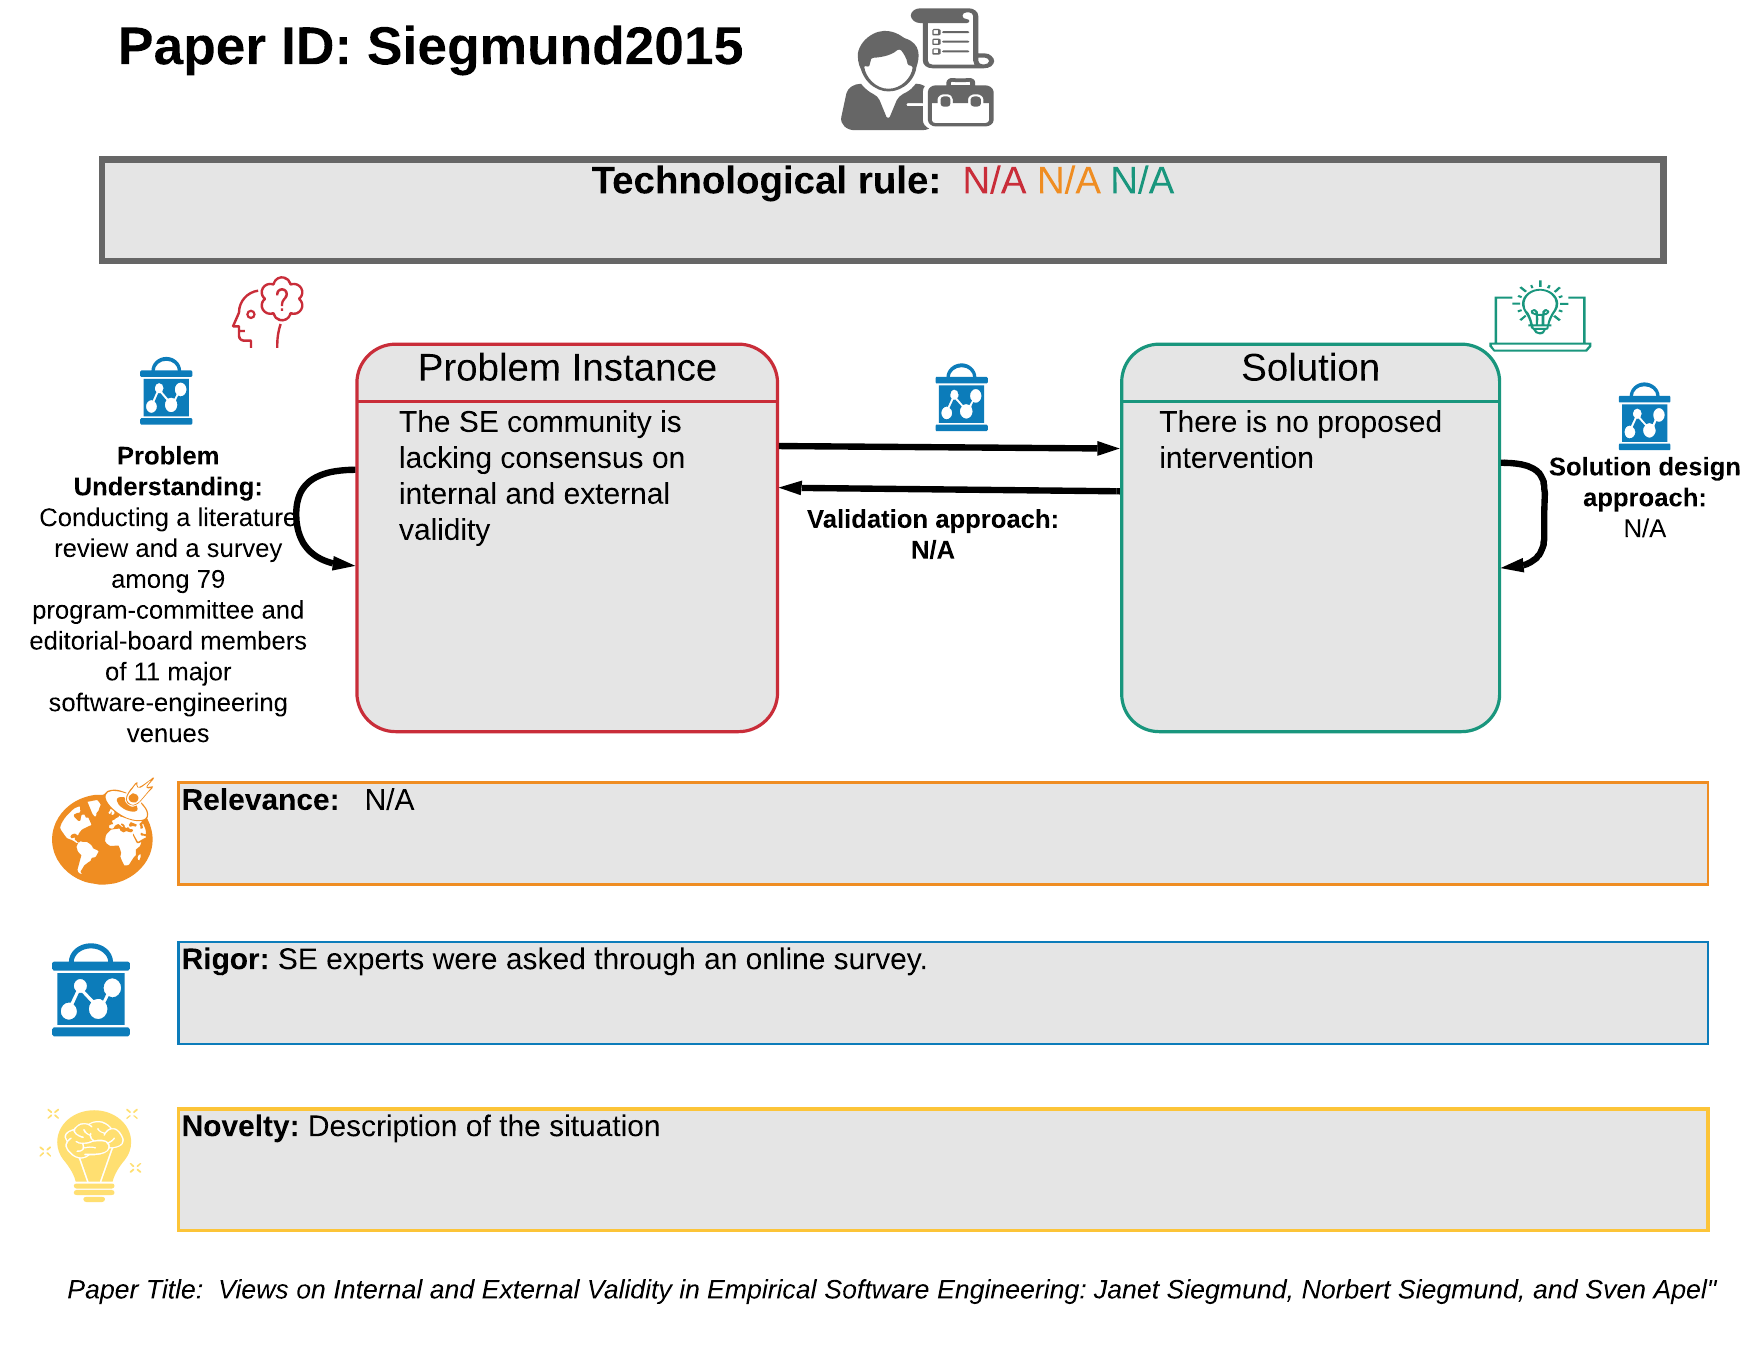 Paper ID: Siegmund2015
Technological rule: N/A N/A N/A
?
Problem Instance
The SE community is
lacking consensus on
internal and external
validity
Solution
There is no proposed
intervention
Problem
Understanding:
Conducting a literature
review and a survey
among 79
program-committee and
editorial-board members
of 11 major
software-engineering
venues
Validation approach:
N/A
Solution design
approach:
N/A
Relevance: N/A
Rigor: SE experts were asked through an online survey.
Novelty: Description of the situation
Paper Title: Views on Internal and External Validity in Empirical Software Engineering: Janet Siegmund, Norbert Siegmund, and Sven Apel"